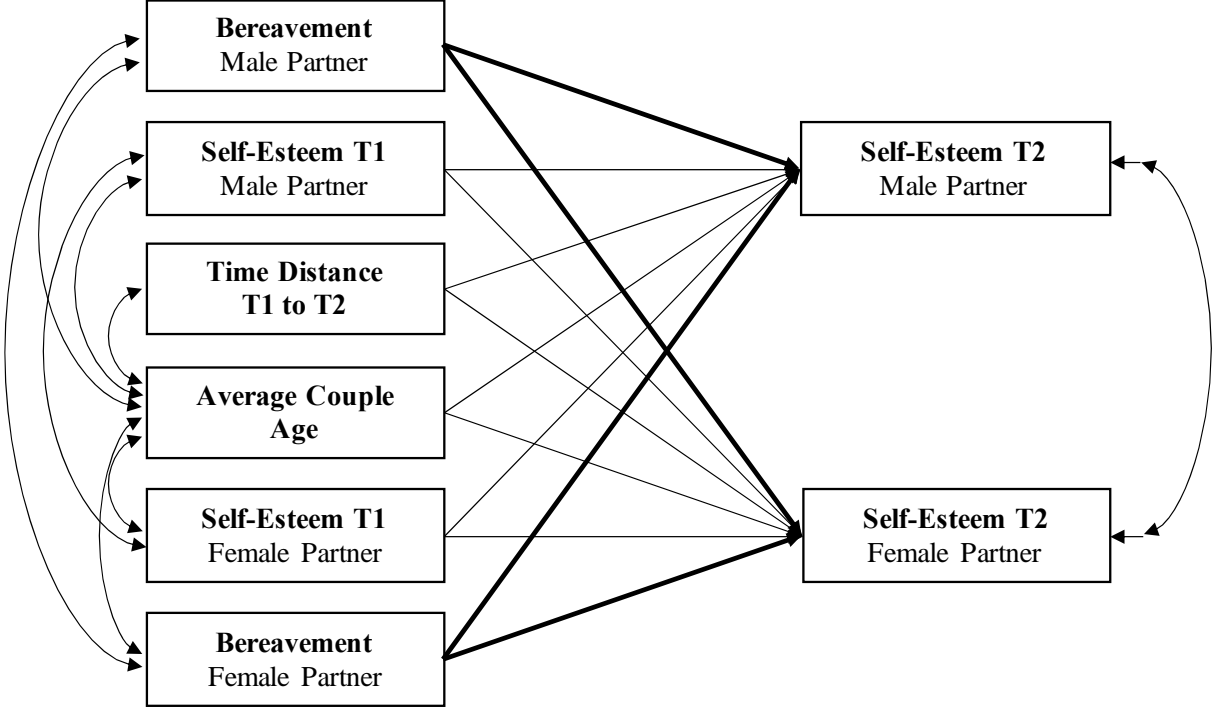 Bereavement
Male Partner
Self-Esteem T1
Male Partner
Time Distance
T1 to T2
Average Couple
Age
Self-Esteem T1
Female Partner
Bereavement
Female Partner
Self-Esteem T2
Male Partner
Self-Esteem T2
Female Partner